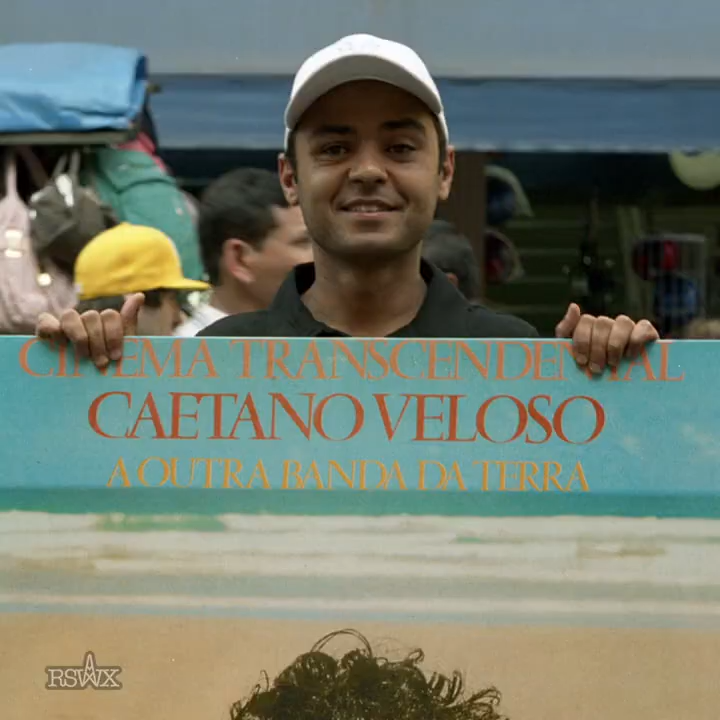 CINEMA TRANSCENDENTAL
CAETANO VELOSO
A OUTRA BANDA DA TERRA
RSWX